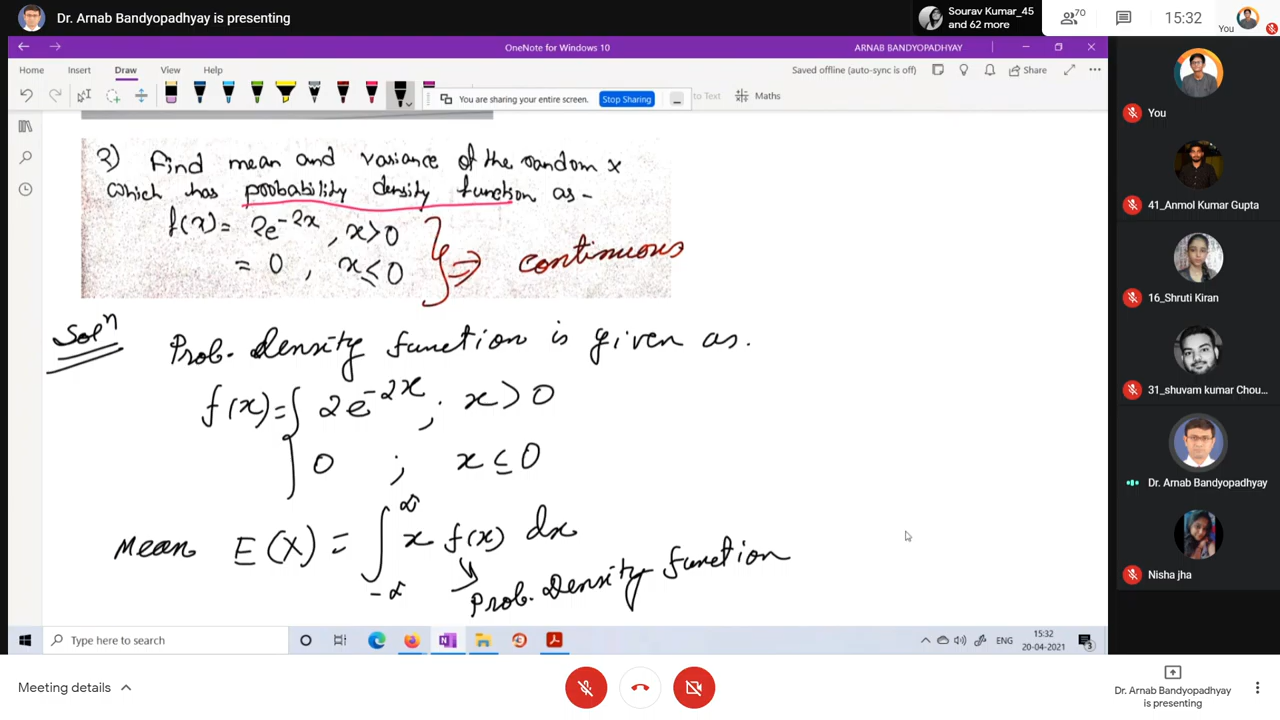 Dr. Arnab Bandyopadhyay is presenting
Sourav Kumar_45
and 62 more
70
15:32
You
OneNote for Windows 10
ARNAB BANDYOPADHYAY
Home Insert Draw View Help
Saved offline (auto-sync is off)
Share
You are sharing your entire screen.
Stop Sharing
to Text
Maths
2) Find mean and variance of the random x
which has probability density function as-
f(x) = 2e^{-2x}, x>0
= 0, x≤0
} ⇒ continuous
Solⁿ
Prob. density function is given as.
f(x) = { 2e^{-2x} ; x > 0
0 ; x ≤ 0
Mean E(X) = ∫_{-∞}^{∞} x f(x) dx
Prob. Density function
You
41_Anmol Kumar Gupta
16_Shruti Kiran
31_shuvam kumar Chou...
Dr. Arnab Bandyopadhyay
Nisha jha
Type here to search
ENG
15:32
20-04-2021
3
Meeting details
Dr. Arnab Bandyopadhyay
is presenting